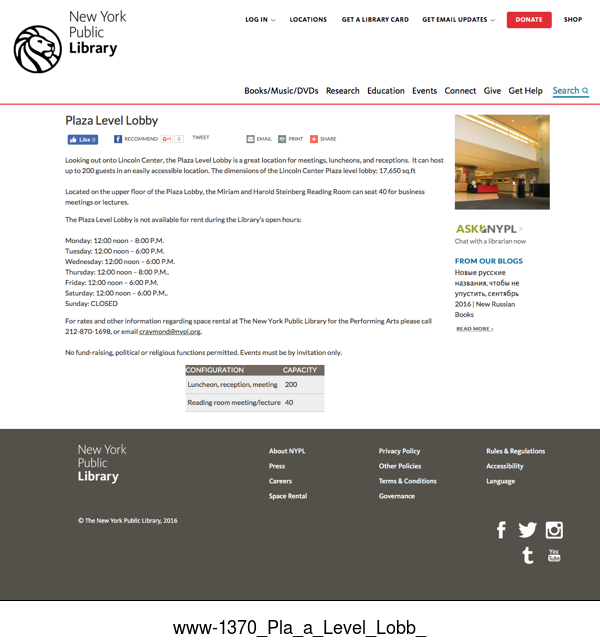 New York
Public
Library
LOG IN
LOCATIONS
GET A LIBRARY CARD
GET EMAIL UPDATES
DONATE
SHOP
Books/Music/DVDs Research Education Events Connect Give Get Help Search
Plaza Level Lobby
Like 0
RECOMMEND
G+1 0
TWEET
EMAIL
PRINT
SHARE
Looking out onto Lincoln Center, the Plaza Level Lobby is a great location for meetings, luncheons, and receptions. It can host
up to 200 guests in an easily accessible location. The dimensions of the Lincoln Center Plaza level lobby: 17,650 sq.ft
Located on the upper floor of the Plaza Lobby, the Miriam and Harold Steinberg Reading Room can seat 40 for business
meetings or lectures.
The Plaza Level Lobby is not available for rent during the Library's open hours:
Monday: 12:00 noon – 8:00 P.M.
Tuesday: 12:00 noon – 6:00 P.M.
Wednesday: 12:00 noon – 6:00 P.M.
Thursday: 12:00 noon – 8:00 P.M..
Friday: 12:00 noon – 6:00 P.M.
Saturday: 12:00 noon – 6:00 P.M..
Sunday: CLOSED
For rates and other information regarding space rental at The New York Public Library for the Performing Arts please call
212-870-1698, or email craymond@nypl.org.
No fund-raising, political or religious functions permitted. Events must be by invitation only.
CONFIGURATION CAPACITY
Luncheon, reception, meeting 200
Reading room meeting/lecture 40
ASK NYPL >
Chat with a librarian now
FROM OUR BLOGS
Новые русские
названия,чтобы не
упустить, сентябрь
2016 | New Russian
Books
READ MORE ›
New York
Public
Library
About NYPL
Press
Careers
Space Rental
Privacy Policy
Other Policies
Terms & Conditions
Governance
Rules & Regulations
Accessibility
Language
© The New York Public Library, 2016
You
Tube
www-1370_Pla_a_Level_Lobb_